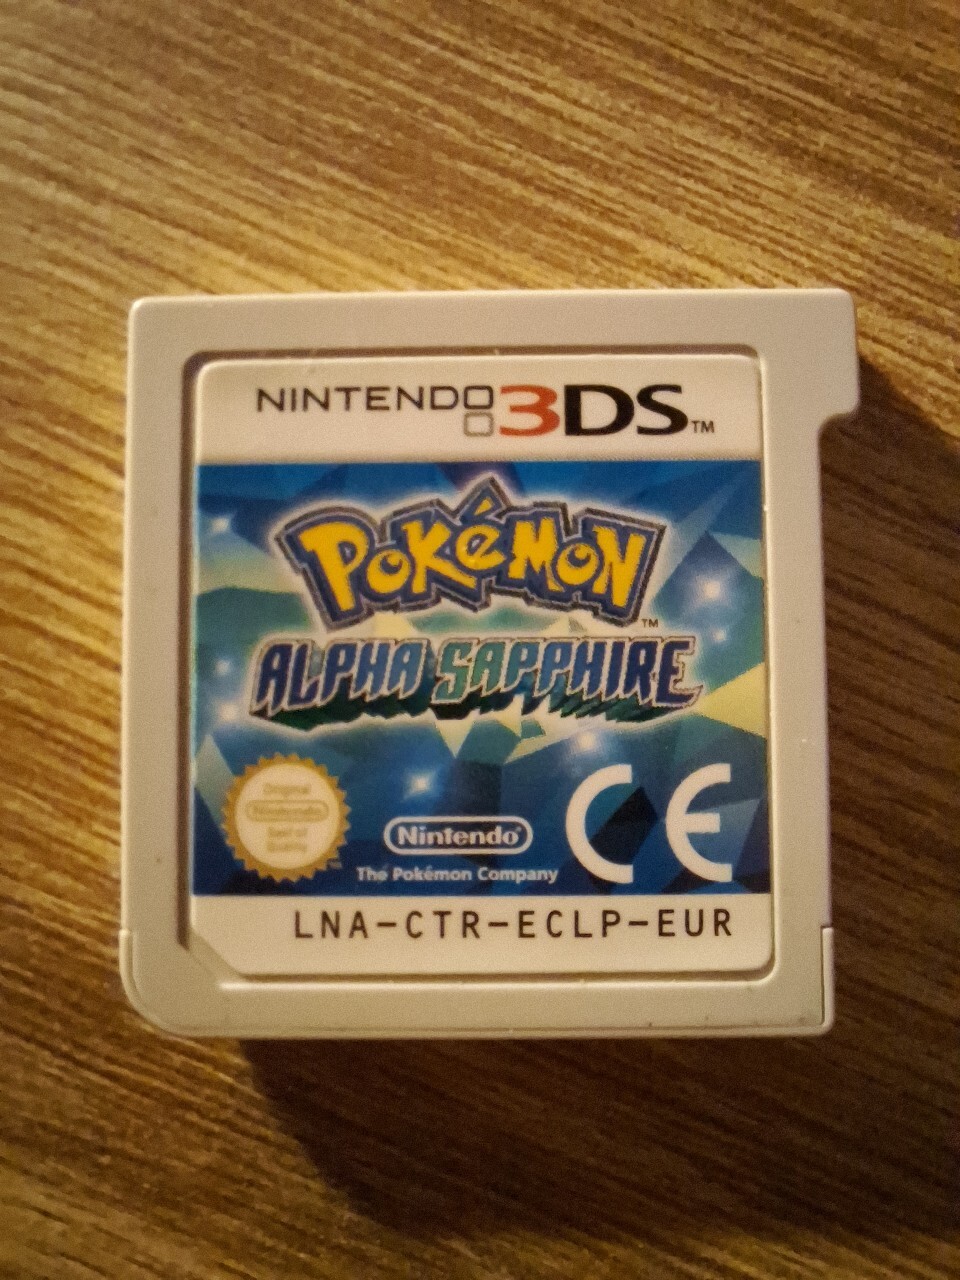 NINTENDO 3DS™
POKéMON™
ALPHA SAPPHIRE
Original
Nintendo
Seal of
Quality
™
Nintendo®
The Pokémon Company
CE
LNA-CTR-ECLP-EUR